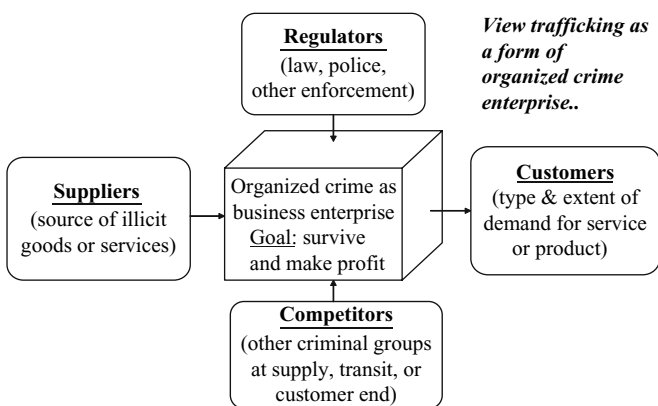 Regulators
(law, police,
other enforcement)
View trafficking as
a form of
organized crime
enterprise..
Suppliers
(source of illicit
goods or services)
Organized crime as
business enterprise
Goal: survive
and make profit
Customers
(type & extent of
demand for service
or product)
Competitors
(other criminal groups
at supply, transit, or
customer end)